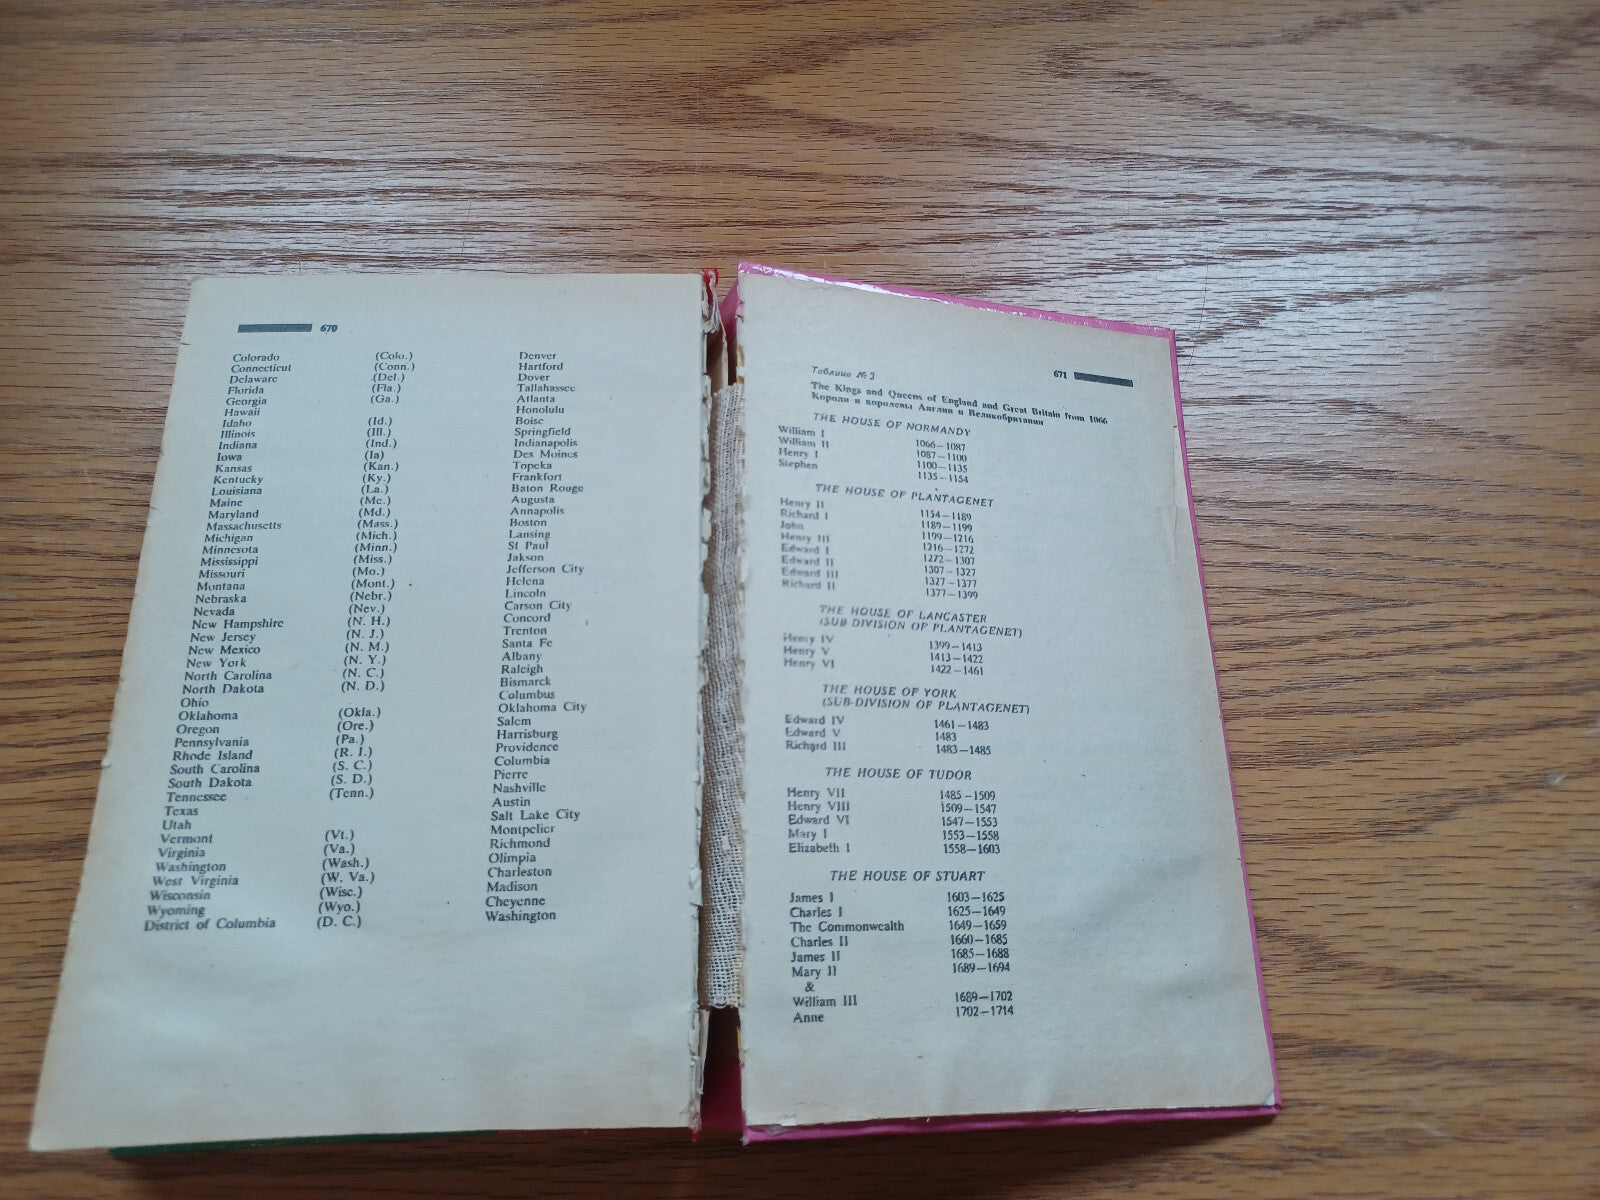 670
Colorado (Colo.) Denver
Connecticut (Conn.) Hartford
Delaware (Del.) Dover
Florida (Fla.) Tallahassee
Georgia (Ga.) Atlanta
Hawaii Honolulu
Idaho (Id.) Boise
Illinois (Ill.) Springfield
Indiana (Ind.) Indianapolis
Iowa (Ia) Des Moines
Kansas (Kan.) Topeka
Kentucky (Ky.) Frankfort
Louisiana (La.) Baton Rouge
Maine (Me.) Augusta
Maryland (Md.) Annapolis
Massachusetts (Mass.) Boston
Michigan (Mich.) Lansing
Minnesota (Minn.) St Paul
Mississippi (Miss.) Jakson
Missouri (Mo.) Jefferson City
Montana (Mont.) Helena
Nebraska (Nebr.) Lincoln
Nevada (Nev.) Carson City
New Hampshire (N. H.) Concord
New Jersey (N. J.) Trenton
New Mexico (N. M.) Santa Fe
New York (N. Y.) Albany
North Carolina (N. C.) Raleigh
North Dakota (N. D.) Bismarck
Ohio Columbus
Oklahoma (Okla.) Oklahoma City
Oregon (Ore.) Salem
Pennsylvania (Pa.) Harrisburg
Rhode Island (R. I.) Providence
South Carolina (S. C.) Columbia
South Dakota (S. D.) Pierre
Tennessee (Tenn.) Nashville
Texas Austin
Utah Salt Lake City
Vermont (Vt.) Montpelier
Virginia (Va.) Richmond
Washington (Wash.) Olimpia
West Virginia (W. Va.) Charleston
Wisconsin (Wisc.) Madison
Wyoming (Wyo.) Cheyenne
District of Columbia (D. C.) Washington
671
Таблица № 3
The Kings and Queens of England and Great Britain from 1066
Короли и королевы Англии и Великобритании
THE HOUSE OF NORMANDY
William I 1066—1087
William II 1087—1100
Henry I 1100—1135
Stephen 1135—1154
THE HOUSE OF PLANTAGENET
Henry II 1154—1189
Richard I 1189—1199
John 1199—1216
Henry III 1216—1272
Edward I 1272—1307
Edward II 1307—1327
Edward III 1327—1377
Richard II 1377—1399
THE HOUSE OF LANCASTER
(SUB-DIVISION OF PLANTAGENET)
Henry IV 1399—1413
Henry V 1413—1422
Henry VI 1422—1461
THE HOUSE OF YORK
(SUB-DIVISION OF PLANTAGENET)
Edward IV 1461—1483
Edward V 1483
Richard III 1483—1485
THE HOUSE OF TUDOR
Henry VII 1485—1509
Henry VIII 1509—1547
Edward VI 1547—1553
Mary I 1553—1558
Elizabeth I 1558—1603
THE HOUSE OF STUART
James I 1603—1625
Charles I 1625—1649
The Commonwealth 1649—1659
Charles II 1660—1685
James II 1685—1688
Mary II 1689—1694
&
William III 1689—1702
Anne 1702—1714